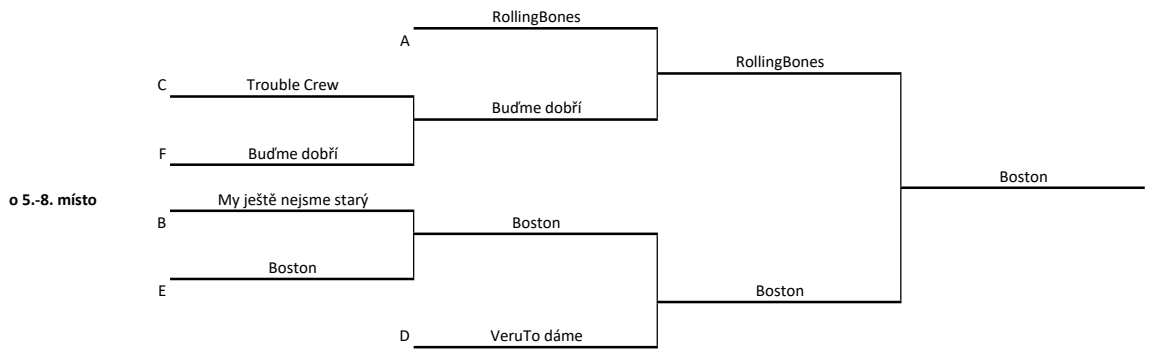 RollingBones
A
RollingBones
C Trouble Crew
Buďme dobří
F Buďme dobří
Boston
o 5.-8. místo
My ještě nejsme starý
B
Boston
Boston
E
Boston
D VeruTo dáme